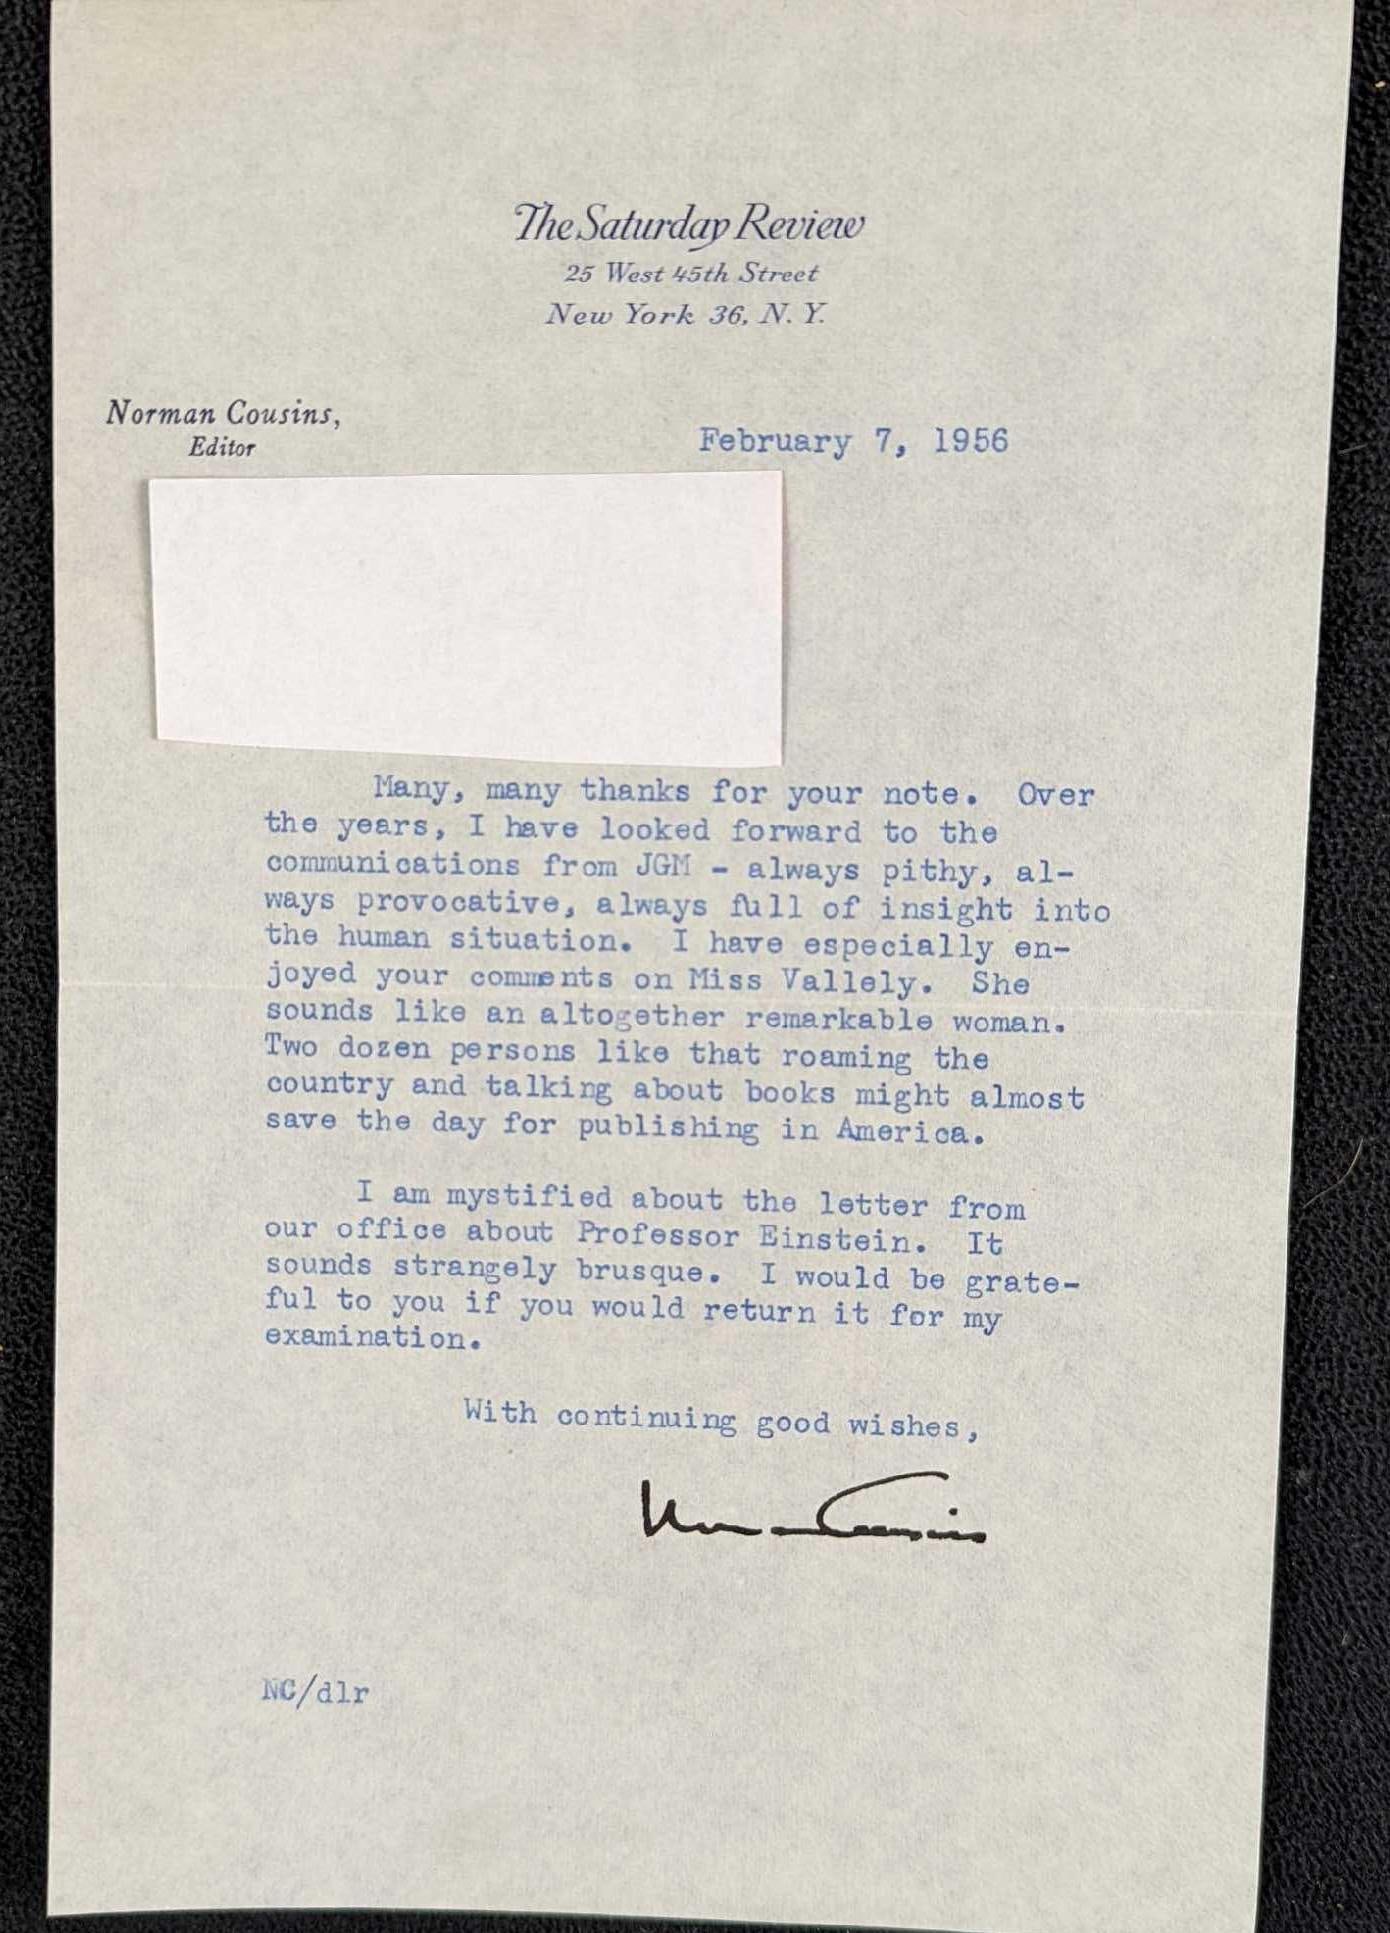 The Saturday Review
25 West 45th Street
New York 36, N. Y.
Norman Cousins,
Editor
February 7, 1956
Many, many thanks for your note. Over
the years, I have looked forward to the
communications from JGM - always pithy, al-
ways provocative, always full of insight into
the human situation. I have especially en-
joyed your comments on Miss Vallely. She
sounds like an altogether remarkable woman.
Two dozen persons like that roaming the
country and talking about books might almost
save the day for publishing in America.
I am mystified about the letter from
our office about Professor Einstein. It
sounds strangely brusque. I would be grate-
ful to you if you would return it for my
examination.
With continuing good wishes,
Norman Cousins
NC/dlr